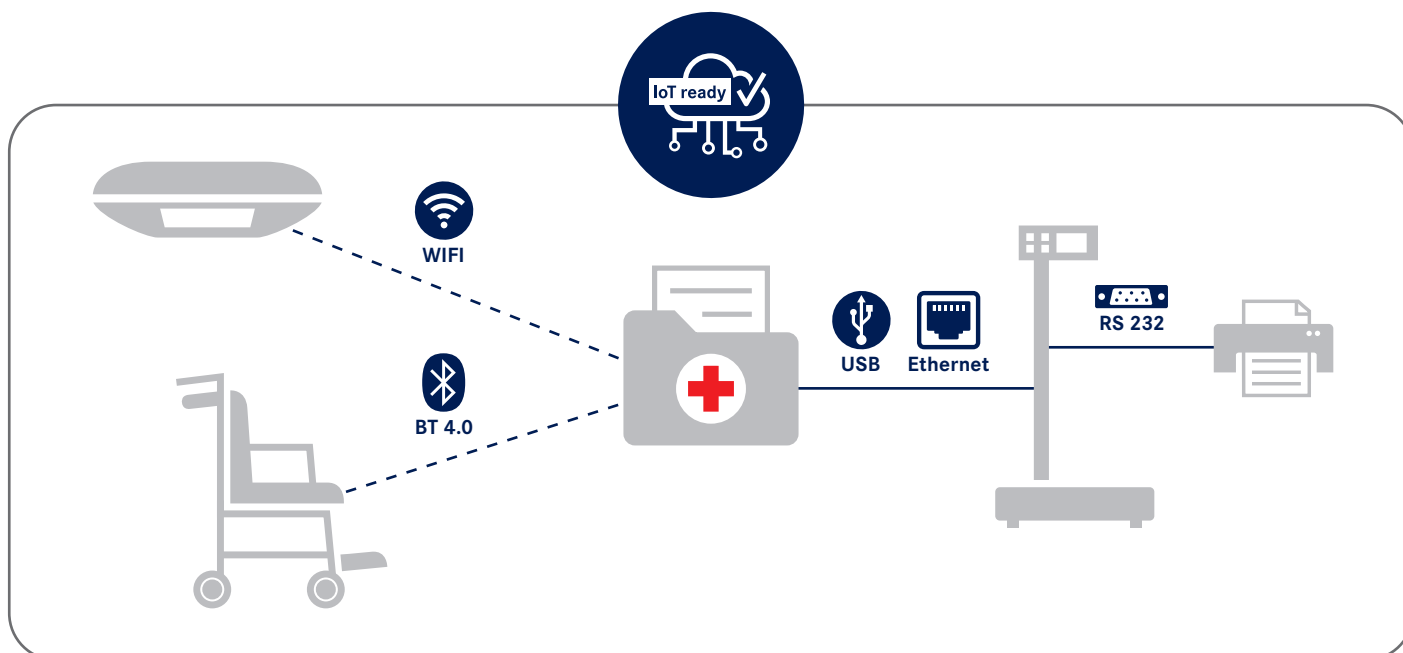 IoT ready
WIFI
BT 4.0
USB
Ethernet
RS 232